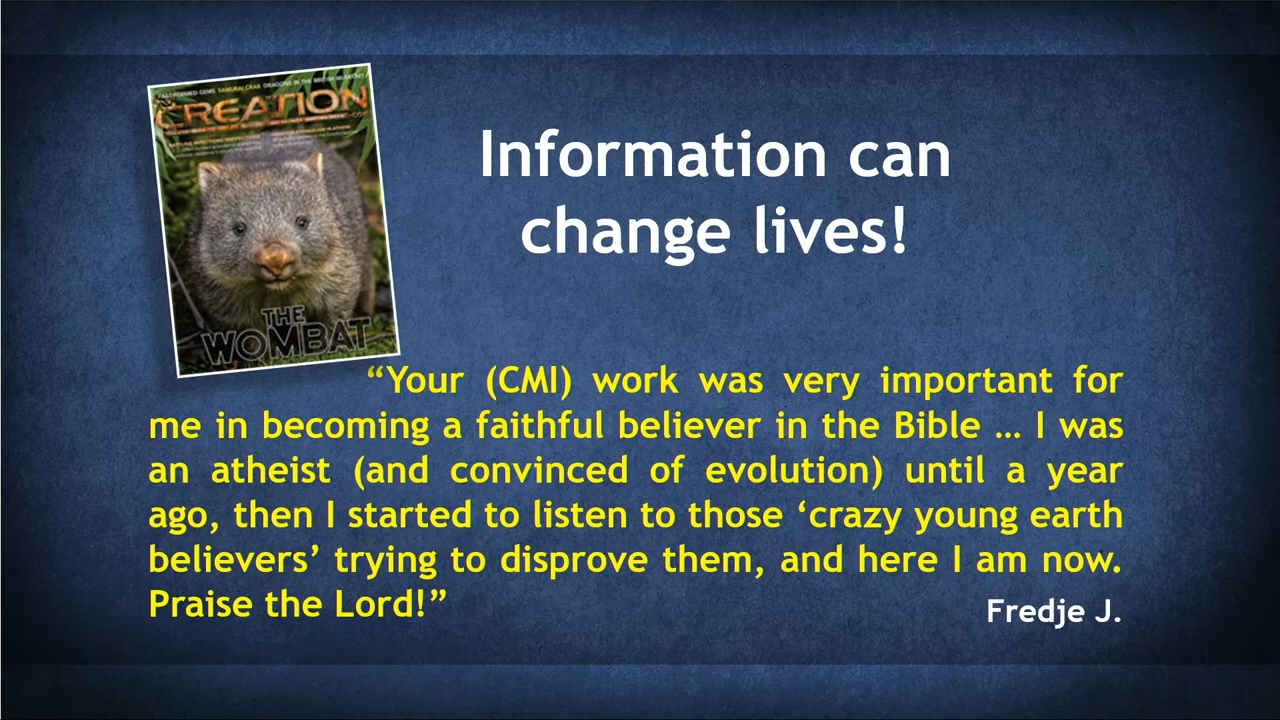 CREATION
THE
WOMBAT
Information can
change lives!
“Your (CMI) work was very important for
me in becoming a faithful believer in the Bible … I was
an atheist (and convinced of evolution) until a year
ago, then I started to listen to those ‘crazy young earth
believers’ trying to disprove them, and here I am now.
Praise the Lord!”
Fredje J.